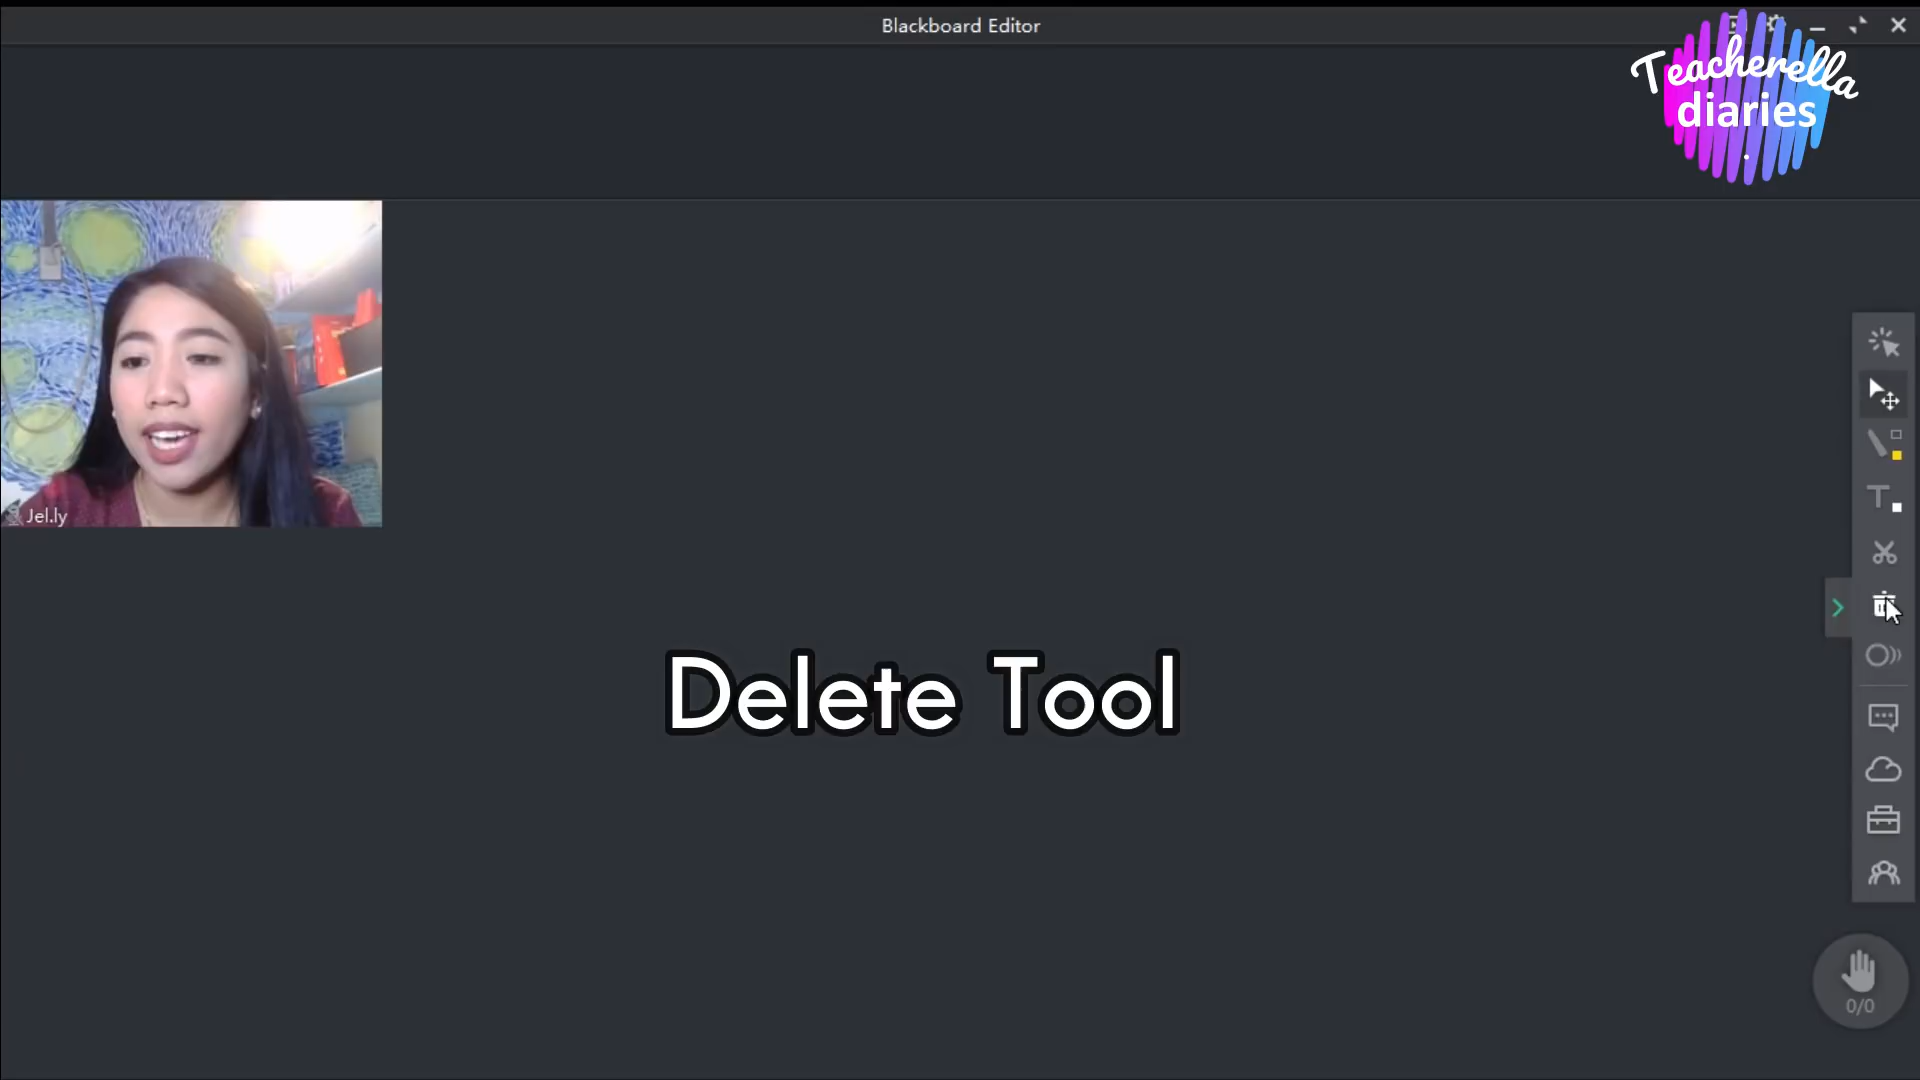 Blackboard Editor
Teacherella
diaries
Jel.ly
Delete Tool
T
0/0